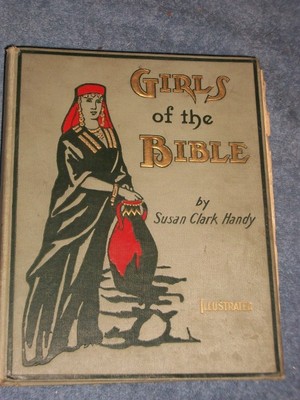 GIRLS
of the
BIBLE
by
Susan Clark Handy
ILLUSTRATED